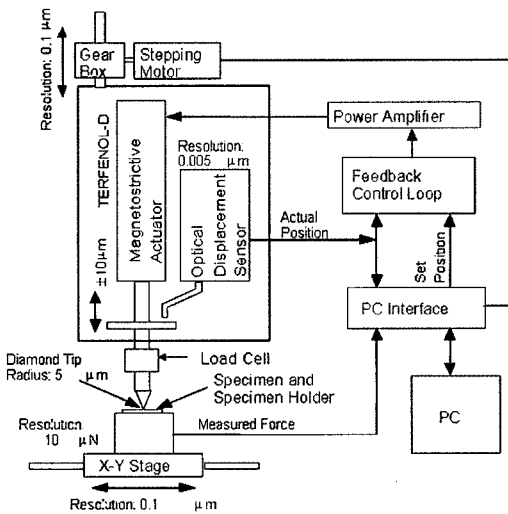 Resolution: 0.1 µm
Gear
Box
Stepping
Motor
TERFENOL-D
Magnetostrictive
Actuator
±10µm
Resolution:
0.005 µm
Optical
Displacement
Sensor
Power Amplifier
Feedback
Control Loop
Actual
Position
Set
Position
PC Interface
PC
Load Cell
Diamond Tip
Radius: 5 µm
Specimen and
Specimen Holder
Measured Force
Resolution
10 µN
X-Y Stage
Resolution: 0.1 µm